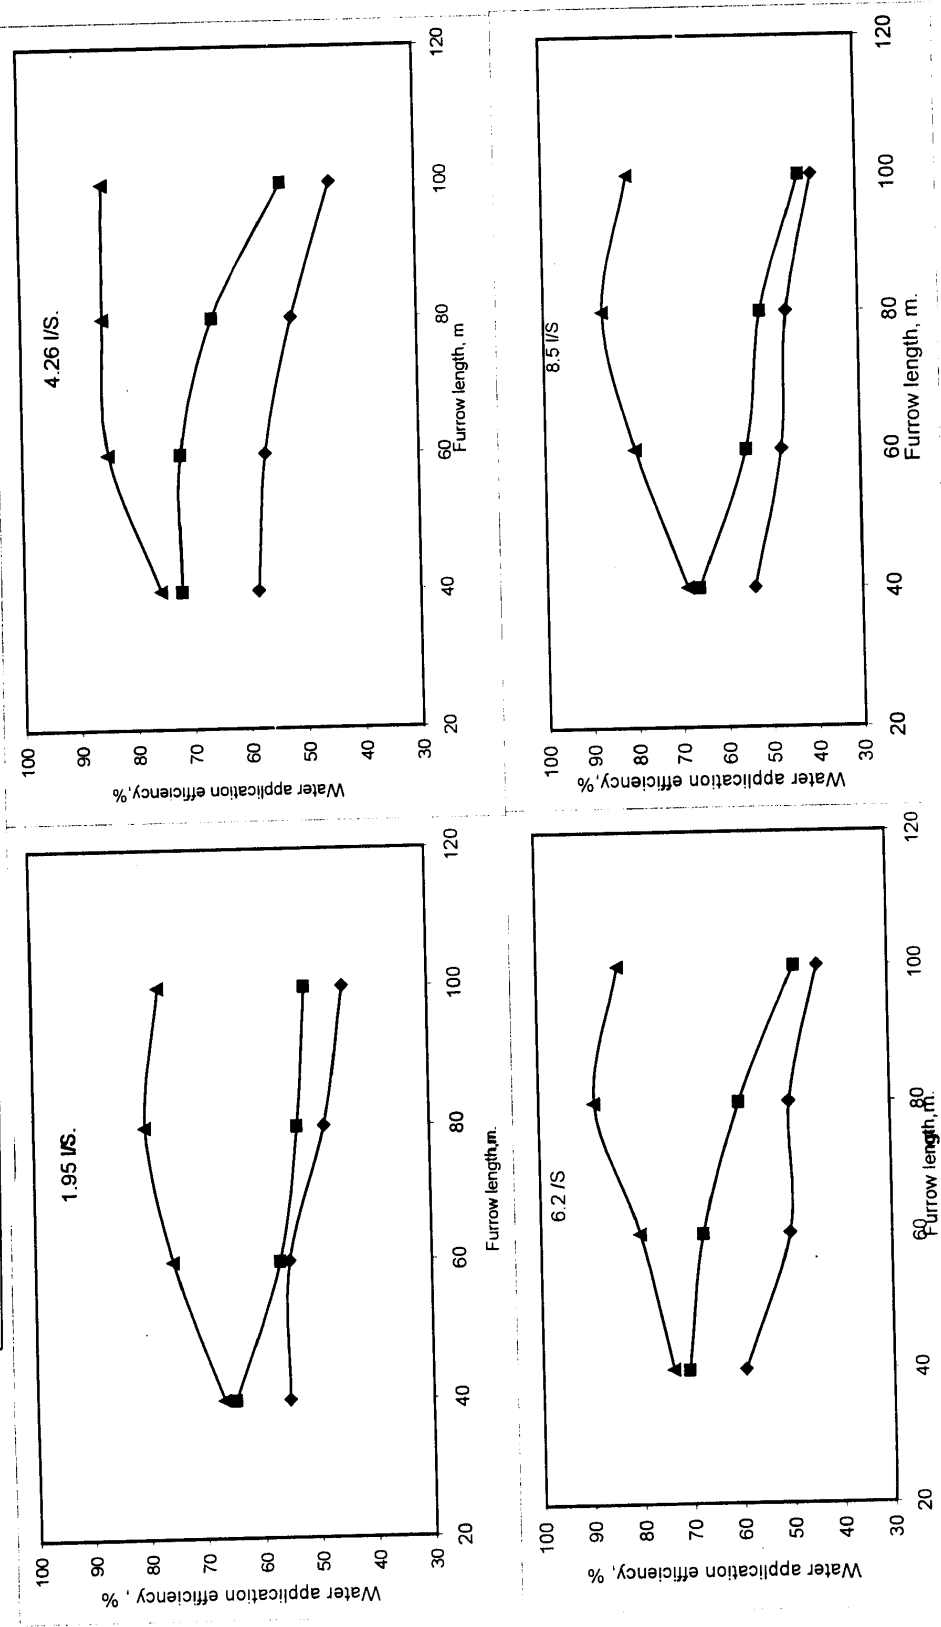 1.95 l/S.
Water application efficiency , %
100
90
80
70
60
50
40
30
20 40 60 80 100 120
Furrow length,m.
4.26 l/S.
Water application efficiency,%
100
90
80
70
60
50
40
30
20 40 60 80 100 120
Furrow length, m
6.2 /S
Water application efficiency, %
100
90
80
70
60
50
40
30
20 40 60 80 100 120
Furrow length,m.
8.5 l/S
Water application efficiency,%
100
90
80
70
60
50
40
30
20 40 60 80 100 120
Furrow length, m.